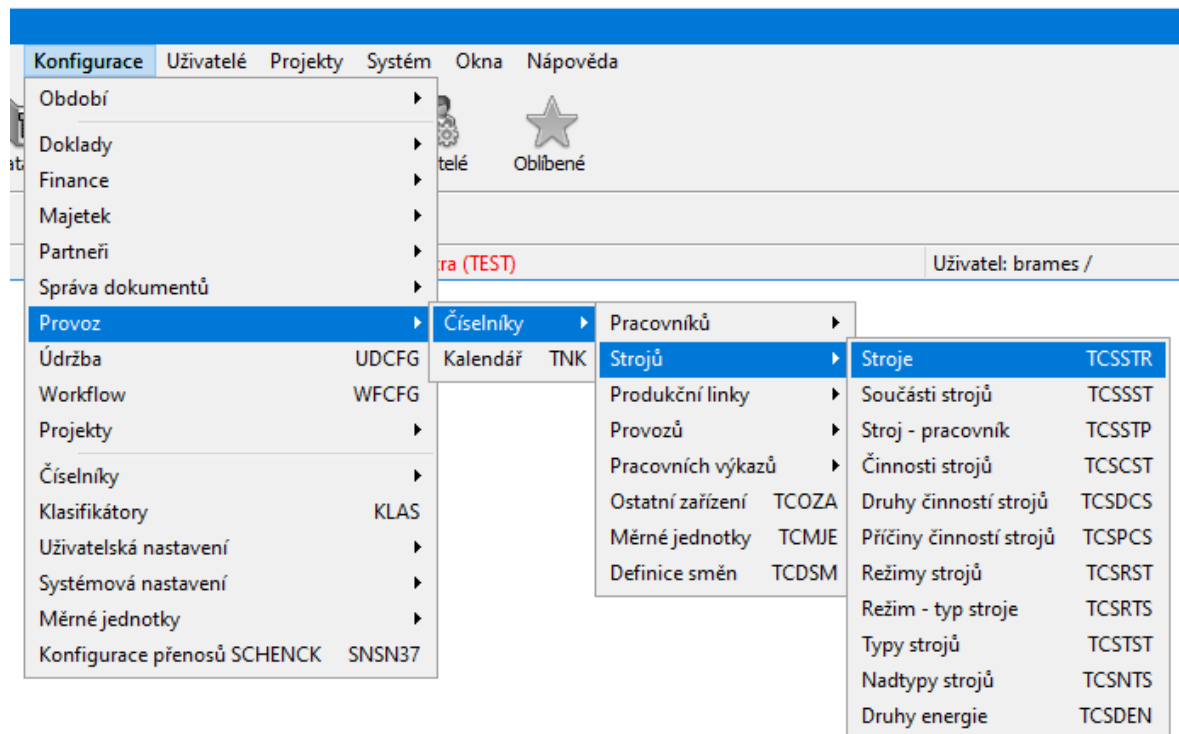 Konfigurace Uživatelé Projekty Systém Okna Nápověda
telé Oblíbené
(TEST) Uživatel: brames /
Období
Doklady
Finance
Majetek
Partneři
Správa dokumentů
Provoz
Údržba UDCFG
Workflow WFCFG
Projekty
Číselníky
Klasifikátory KLAS
Uživatelská nastavení
Systémová nastavení
Měrné jednotky
Konfigurace přenosů SCHENCK SNSN37
Číselníky
Kalendář TNK
Pracovníků
Strojů
Produkční linky
Provozů
Pracovních výkazů
Ostatní zařízení TCOZA
Měrné jednotky TCMJE
Definice směn TCDSM
Stroje TCSSTR
Součásti strojů TCSSST
Stroj - pracovník TCSSTP
Činnosti strojů TCSCST
Druhy činností strojů TCSDCS
Příčiny činností strojů TCSPCS
Režimy strojů TCSRST
Režim - typ stroje TCSRTS
Typy strojů TCSTST
Nadtypy strojů TCSNTS
Druhy energie TCSDEN